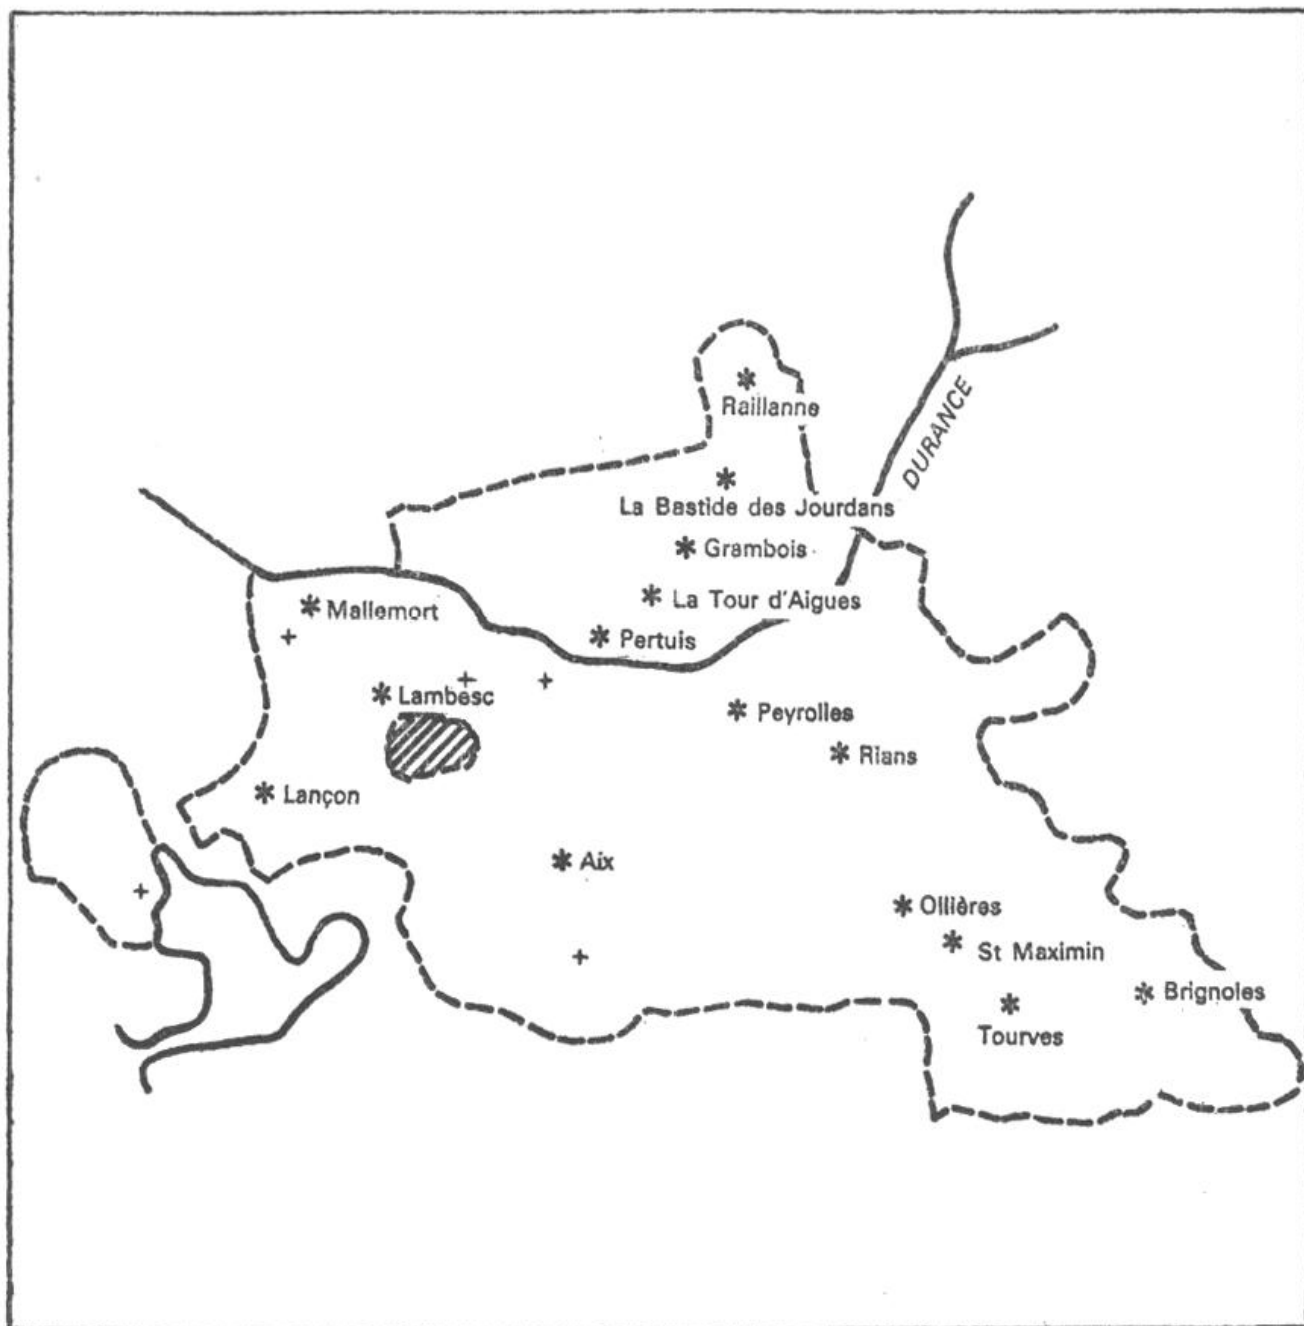 Raillanne
DURANCE
La Bastide des Jourdans
Grambois
La Tour d'Aigues
Mallemort
Pertuis
Lambesc
Peyrolles
Rians
Lançon
Aix
Ollières
St Maximin
Brignoles
Tourves